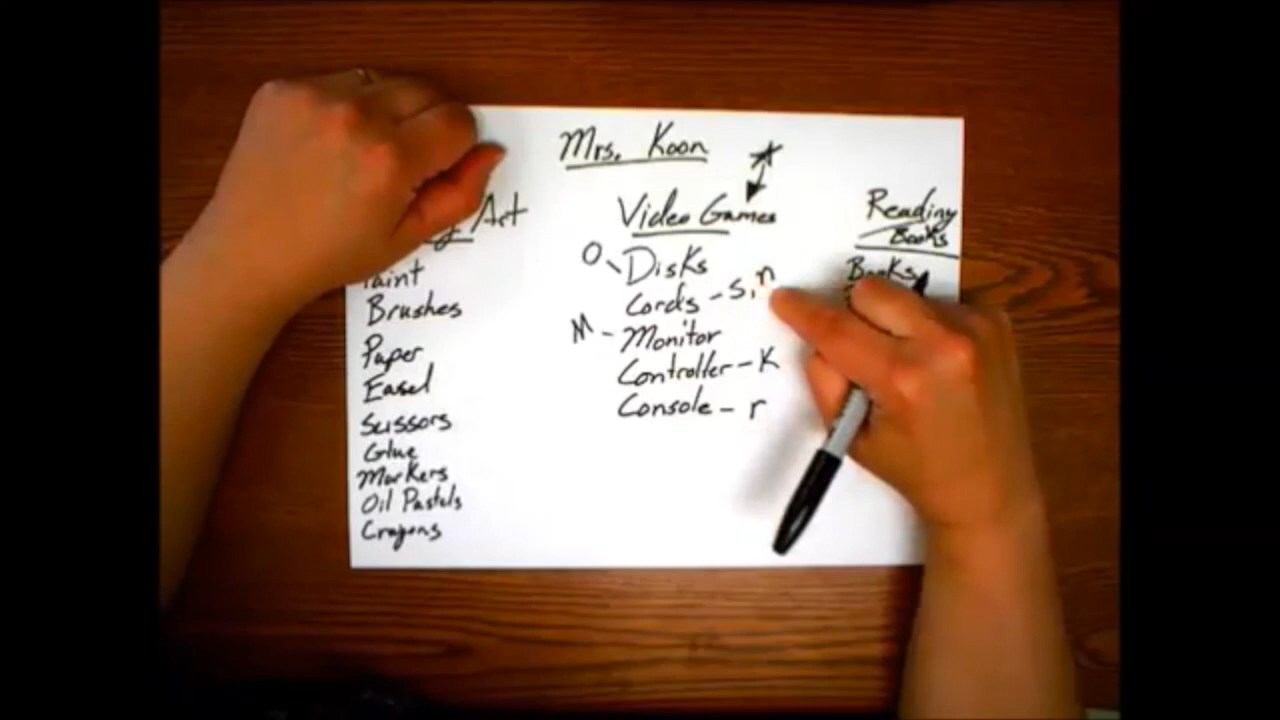 Mrs. Koon
Art
Paint
Brushes
Paper
Easel
Scissors
Glue
Markers
Oil Pastels
Crayons
Video Games
O - Disks
Cords - S, n
M - Monitor
Controller - K
Console - r
Reading
Books
Books